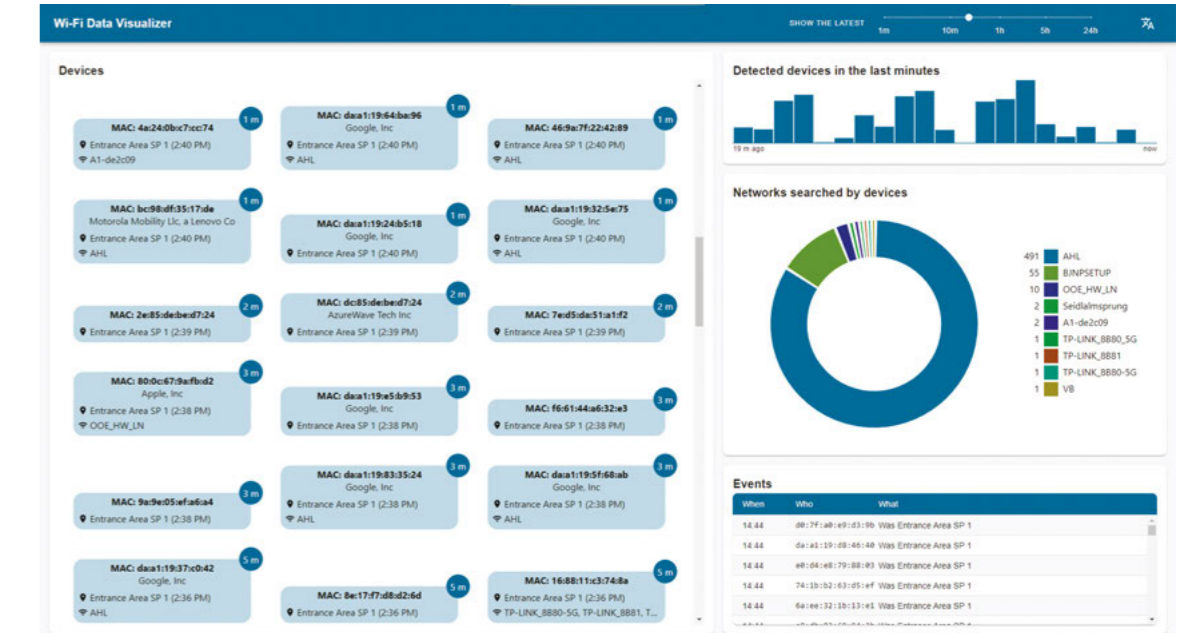 Wi-Fi Data Visualizer
SHOW THE LATEST
1m 10m 1h 5h 24h
Devices
1 m
MAC: 4a:24:0b:c7:cc:74
Entrance Area SP 1 (2:40 PM)
A1-de2c09
1 m
MAC: da:a1:19:64:ba:96
Google, Inc
Entrance Area SP 1 (2:40 PM)
AHL
1 m
MAC: 46:9a:7f:22:42:89
Entrance Area SP 1 (2:40 PM)
AHL
1 m
MAC: bc:98:df:35:17:de
Motorola Mobility Llc, a Lenovo Co
Entrance Area SP 1 (2:40 PM)
AHL
1 m
MAC: da:a1:19:24:b5:18
Google, Inc
Entrance Area SP 1 (2:40 PM)
1 m
MAC: da:a1:19:32:5e:75
Google, Inc
Entrance Area SP 1 (2:40 PM)
AHL
2 m
MAC: 2e:85:de:be:d7:24
Entrance Area SP 1 (2:39 PM)
2 m
MAC: dc:85:de:be:d7:24
AzureWave Tech Inc
Entrance Area SP 1 (2:39 PM)
2 m
MAC: 7e:d5:da:51:a1:f2
Entrance Area SP 1 (2:39 PM)
3 m
MAC: 80:0c:67:9a:fb:d2
Apple, Inc
Entrance Area SP 1 (2:38 PM)
OOE_HW_LN
3 m
MAC: da:a1:19:e5:b9:53
Google, Inc
Entrance Area SP 1 (2:38 PM)
3 m
MAC: f6:61:44:a6:32:e3
Entrance Area SP 1 (2:38 PM)
3 m
MAC: 9a:9e:05:ef:a6:a4
Entrance Area SP 1 (2:38 PM)
3 m
MAC: da:a1:19:83:35:24
Google, Inc
Entrance Area SP 1 (2:38 PM)
AHL
3 m
MAC: da:a1:19:5f:68:ab
Google, Inc
Entrance Area SP 1 (2:38 PM)
AHL
5 m
MAC: da:a1:19:37:c0:42
Google, Inc
Entrance Area SP 1 (2:36 PM)
AHL
5 m
MAC: 8e:17:f7:d8:d2:6d
Entrance Area SP 1 (2:36 PM)
5 m
MAC: 16:88:11:c3:74:8a
Entrance Area SP 1 (2:36 PM)
TP-LINK_8B80-5G, TP-LINK_8B81, T...
Detected devices in the last minutes
19 m ago now
Networks searched by devices
491 AHL
55 BJNPSETUP
10 OOE_HW_LN
2 Seidlalmsprung
2 A1-de2c09
1 TP-LINK_8B80_5G
1 TP-LINK_8B81
1 TP-LINK_8B80-5G
1 VB
Events
When Who What
14:44 d0:7f:a0:e9:d3:9b Was Entrance Area SP 1
14:44 da:a1:19:d8:46:40 Was Entrance Area SP 1
14:44 e0:d4:e8:79:88:03 Was Entrance Area SP 1
14:44 74:1b:b2:63:d5:ef Was Entrance Area SP 1
14:44 6a:ee:32:1b:13:e1 Was Entrance Area SP 1